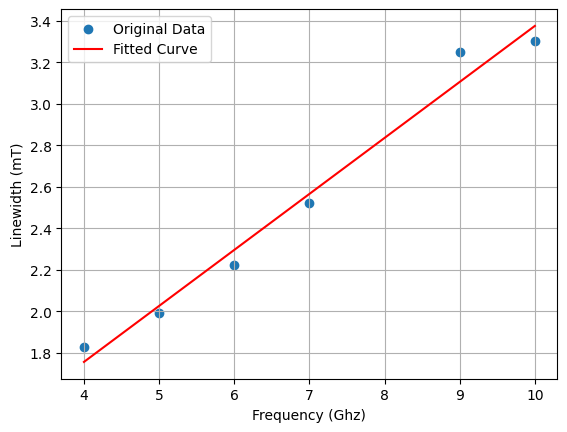 Original Data
Fitted Curve
3.4
3.2
3.0
2.8
2.6
2.4
2.2
2.0
1.8
Linewidth (mT)
4 5 6 7 8 9 10
Frequency (Ghz)